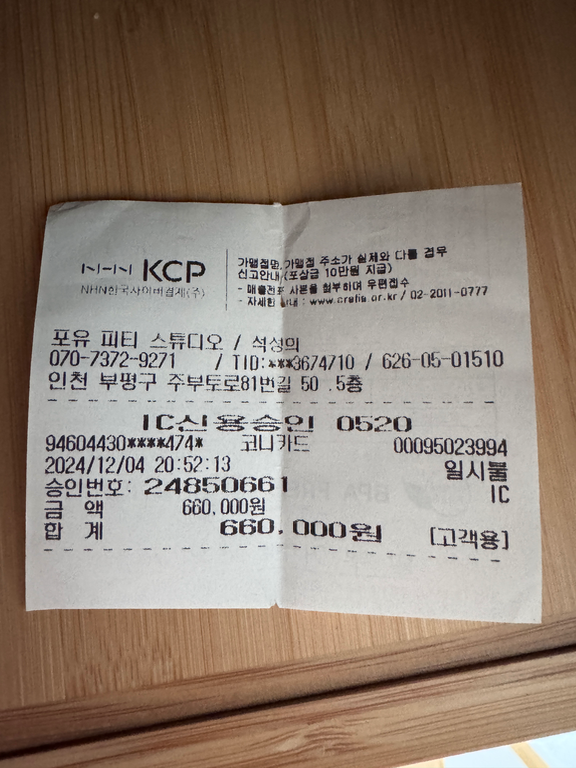 NHN KCP
NHN한국사이버결제(주)
가맹점명, 가맹점 주소가 실제와 다를 경우
신고안내 (포상금 10만원 지급)
- 매출전표 사본을 첨부하여 우편접수
- 자세한 안내 : www.crefia.or.kr / 02-2011-0777
포유 피티 스튜디오 / 석성의
070-7372-9271 / TID:***3674710 / 626-05-01510
인천 부평구 주부토로81번길 50 .5층
IC신용승인 0520
94604430****474* 코나카드 00095023994
2024/12/04 20:52:13 일시불
승인번호: 24850661 IC
금 액 660,000원
합 계 660,000원 [고객용]